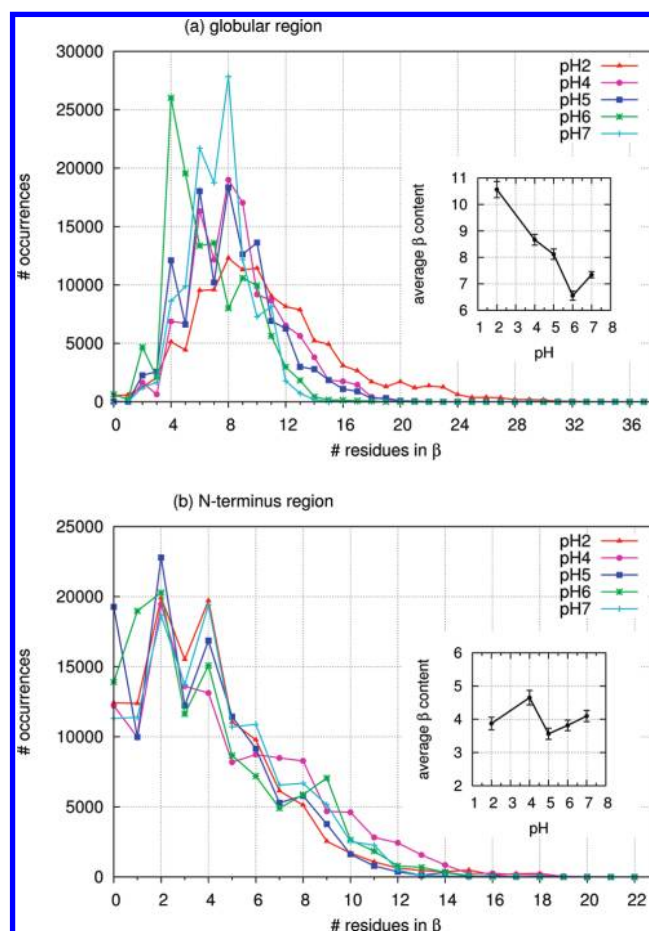 (a) globular region
30000
25000
20000
15000
10000
5000
0
# occurrences
pH2
pH4
pH5
pH6
pH7
11
10
9
8
7
6
average β content
1 2 3 4 5 6 7 8
pH
0 4 8 12 16 20 24 28 32 36
# residues in β
(b) N-terminus region
25000
20000
15000
10000
5000
0
# occurrences
pH2
pH4
pH5
pH6
pH7
6
5
4
3
2
average β content
1 2 3 4 5 6 7 8
pH
0 2 4 6 8 10 12 14 16 18 20 22
# residues in β